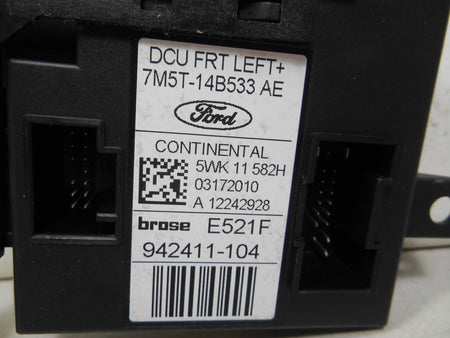 DCU FRT LEFT+
7M5T-14B533 AE
Ford
CONTINENTAL
5WK 11 582H
03172010
A 12242928
brose E521F
942411-104